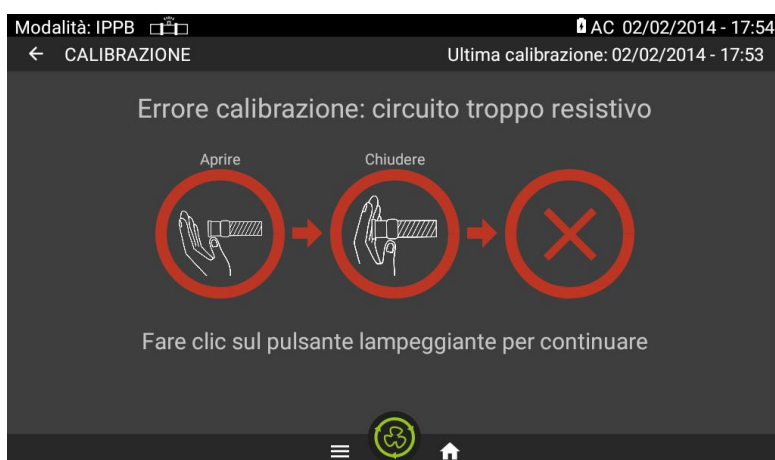 Modalità: IPPB AC 02/02/2014 - 17:54
CALIBRAZIONE Ultima calibrazione: 02/02/2014 - 17:53
Errore calibrazione: circuito troppo resistivo
Aprire Chiudere
Fare clic sul pulsante lampeggiante per continuare